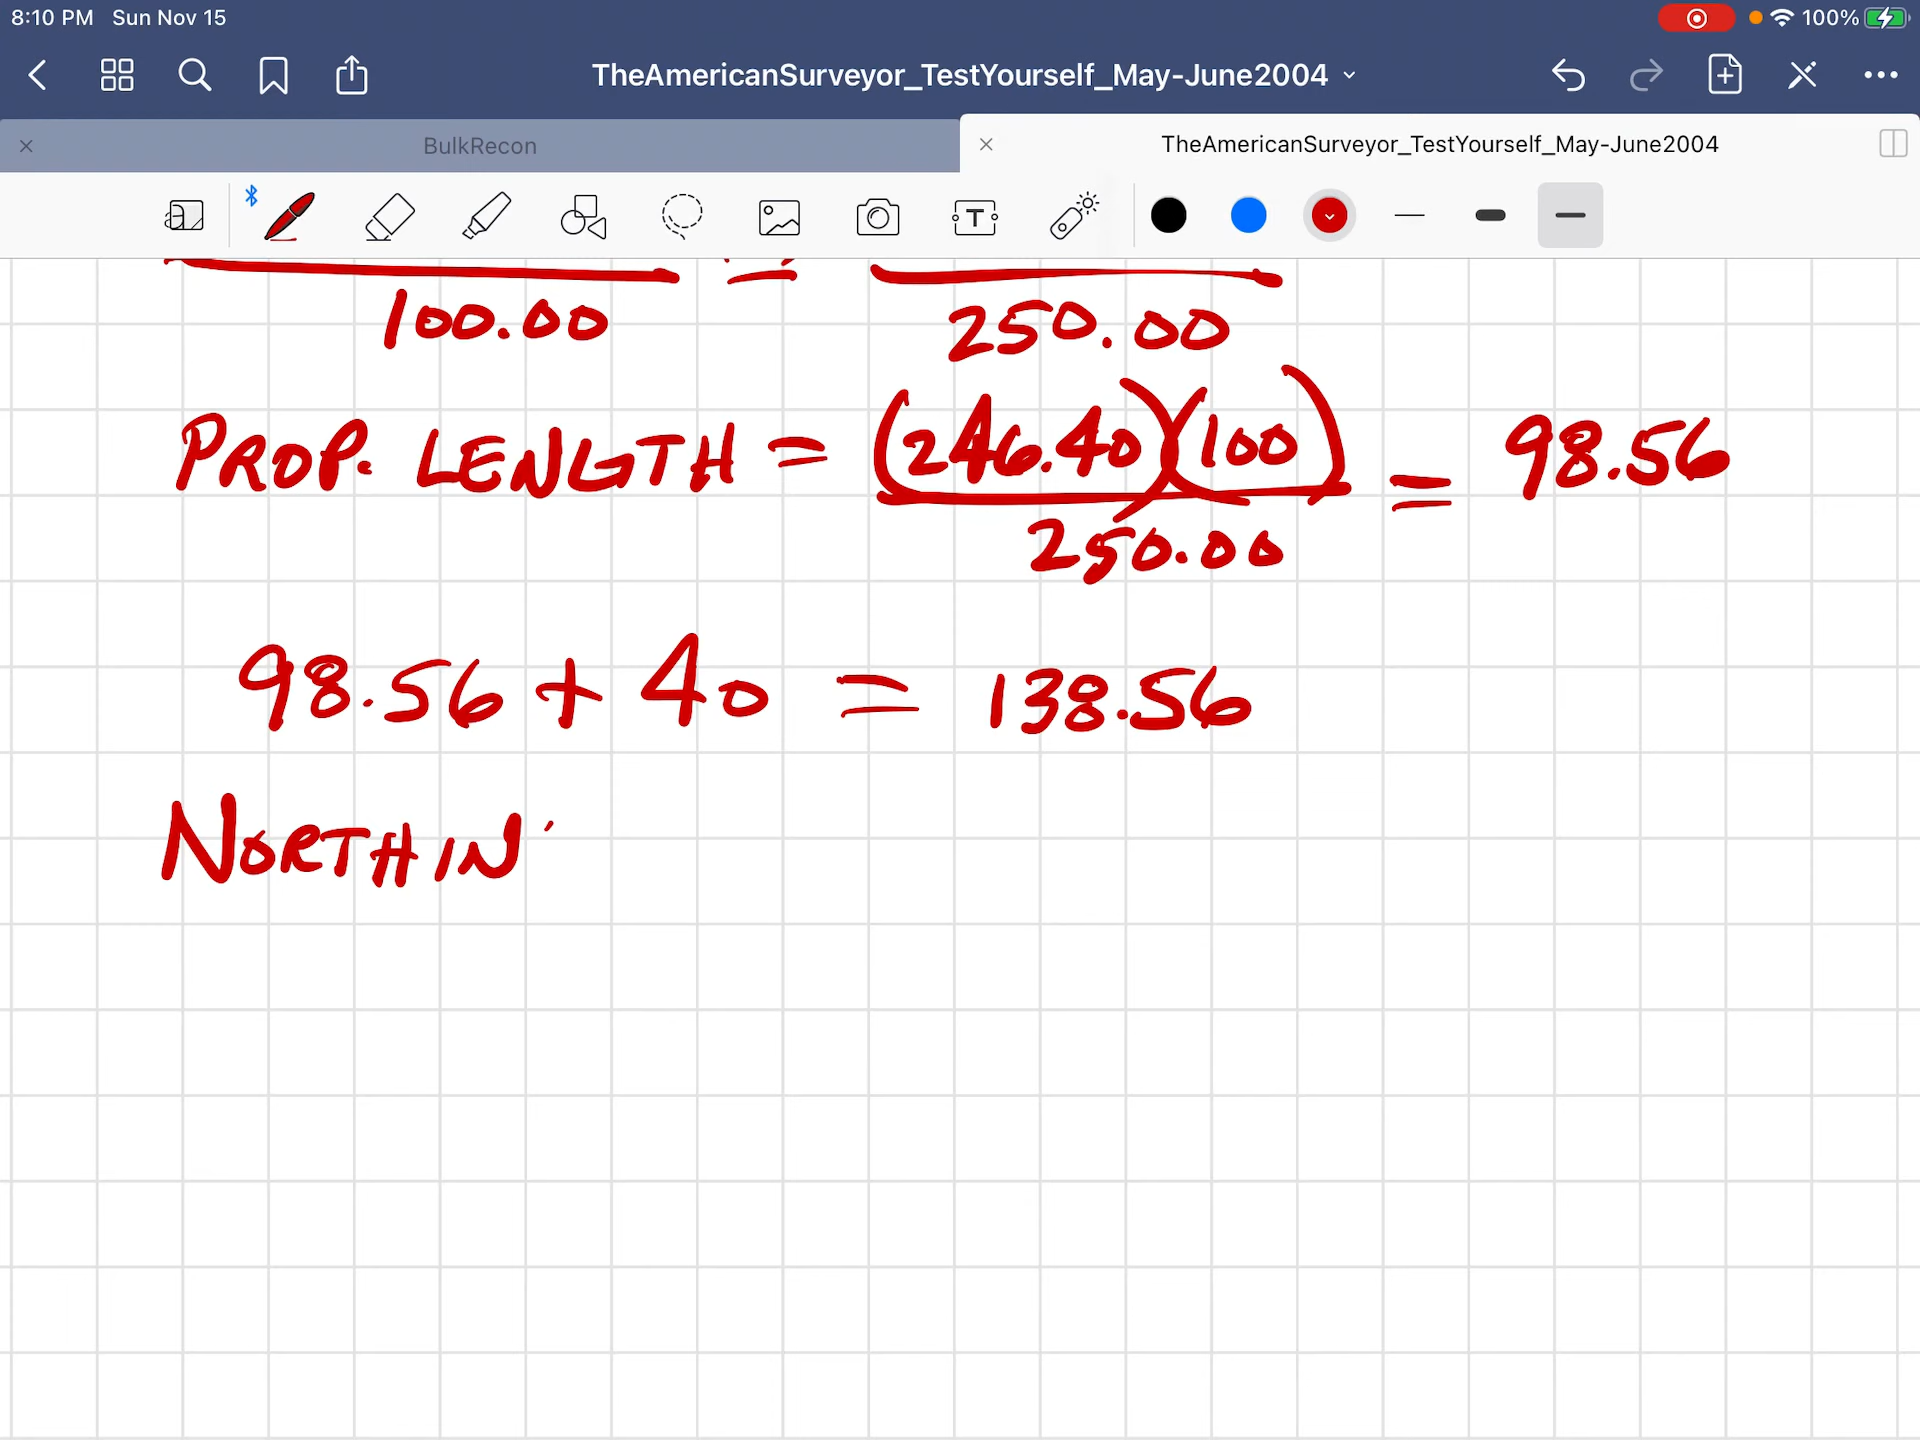 8:10 PM Sun Nov 15 100%
TheAmericanSurveyor_TestYourself_May-June2004
BulkRecon
TheAmericanSurveyor_TestYourself_May-June2004
100.00 = 250.00
PROP. LENGTH = (246.40)(100) = 98.56
250.00
98.56 + 40 = 138.56
NORTHIN